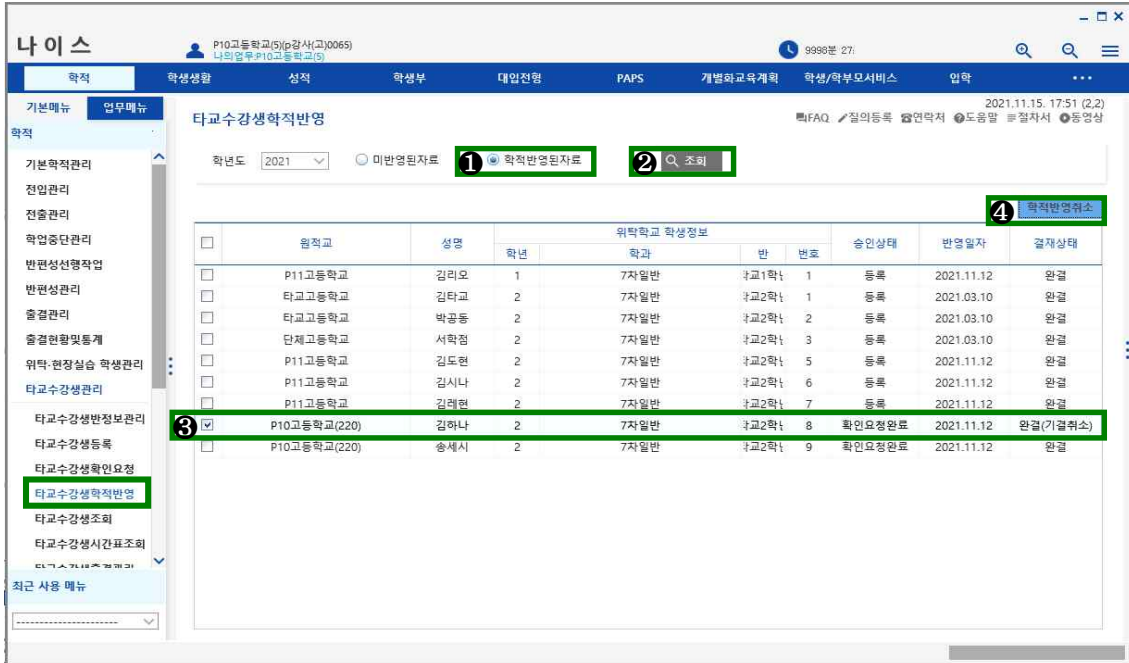 나이스
P10고등학교(5)(p강사(고)0065)
나의업무:P10고등학교(5)
9998분 27
학적 학생생활 성적 학생부 대입전형 PAPS 개별화교육계획 학생/학부모서비스 입학 •••
기본메뉴 업무메뉴
학적
기본학적관리
전입관리
전출관리
학업중단관리
반편성선행작업
반편성관리
출결관리
출결현황및통계
위탁·현장실습 학생관리
타교수강생관리
타교수강생반정보관리
타교수강생등록
타교수강생확인요청
타교수강생학적반영
타교수강생조회
타교수강생시간표조회
최근 사용 메뉴
----------------------
2021.11.15. 17:51 (2,2)
타교수강생학적반영
FAQ 질의등록 연락처 도움말 절차서 동영상
학년도 2021 미반영된자료 ❶ 학적반영된자료 ❷ 조회
❹ 학적반영취소
원적교 성명 위탁학교 학생정보 승인상태 반영일자 결재상태
학년 학과 반 번호
P11고등학교 김리오 1 7자일반 1 등록 2021.11.12 완결
타교고등학교 김타교 2 7자일반 1 등록 2021.03.10 완결
타교고등학교 박공동 2 7자일반 2 등록 2021.03.10 완결
단체고등학교 서학점 2 7자일반 3 등록 2021.03.10 완결
P11고등학교 김도현 2 7자일반 5 등록 2021.11.12 완결
P11고등학교 김시나 2 7자일반 6 등록 2021.11.12 완결
P11고등학교 김레현 2 7자일반 7 등록 2021.11.12 완결
❸ P10고등학교(220) 김하나 2 7자일반 8 확인요청완료 2021.11.12 완결(기결취소)
P10고등학교(220) 송세시 2 7자일반 9 확인요청완료 2021.11.12 완결